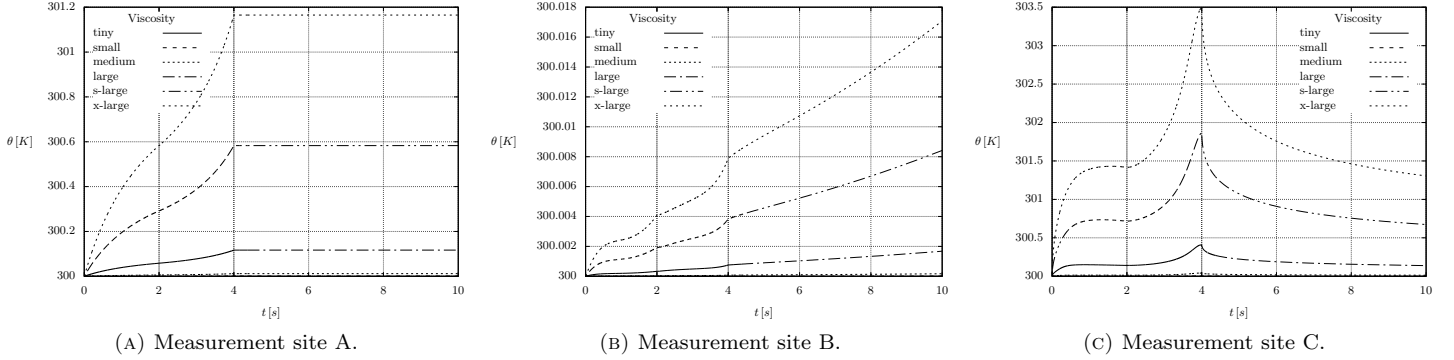 301.2
301
300.8
300.6
300.4
300.2
300
θ [K]
Viscosity
tiny
small
medium
large
s-large
x-large
0 2 4 6 8 10
t [s]
(A) Measurement site A.
300.018
300.016
300.014
300.012
300.01
300.008
300.006
300.004
300.002
300
θ [K]
Viscosity
tiny
small
medium
large
s-large
x-large
0 2 4 6 8 10
t [s]
(B) Measurement site B.
303.5
303
302.5
302
301.5
301
300.5
300
θ [K]
Viscosity
tiny
small
medium
large
s-large
x-large
0 2 4 6 8 10
t [s]
(C) Measurement site C.